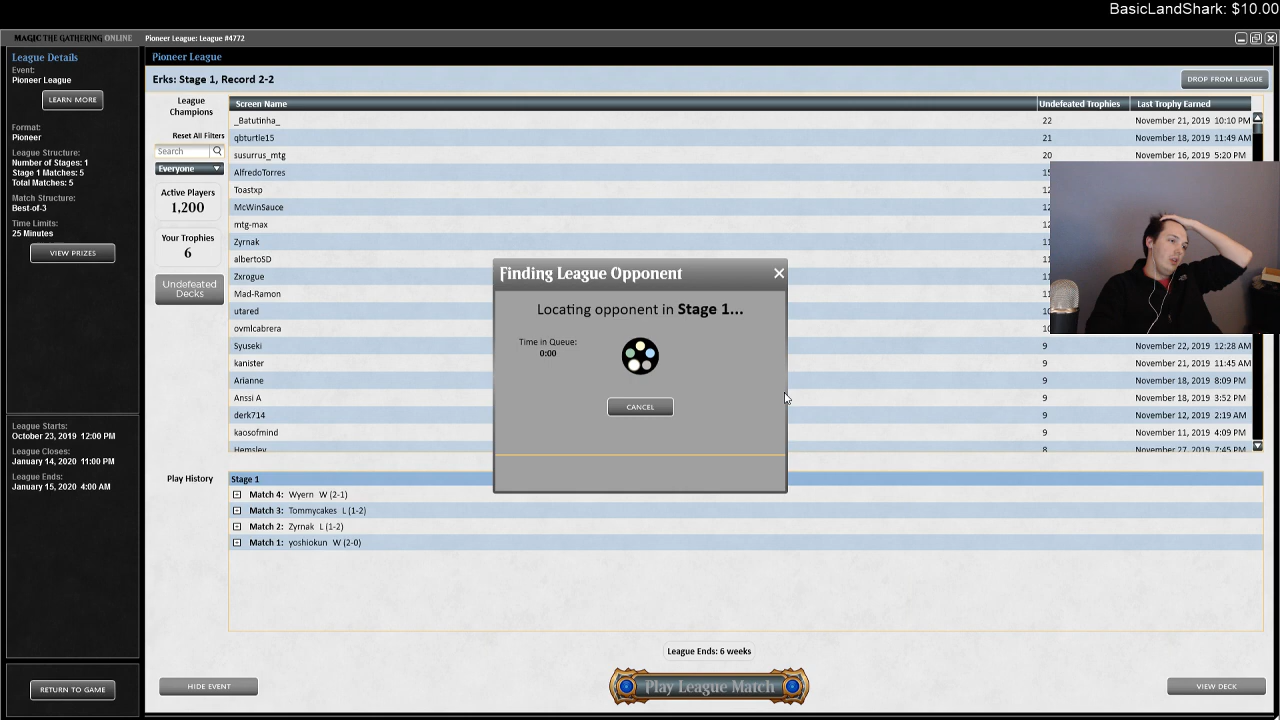 BasicLandShark: $10.00
MAGIC THE GATHERING ONLINE
Pioneer League: League #4772
League Details
Event:
Pioneer League
LEARN MORE
Format:
Pioneer
League Structure:
Number of Stages: 1
Stage 1 Matches: 5
Total Matches: 5
Match Structure:
Best-of-3
Time Limits:
25 Minutes
VIEW PRIZES
League Starts:
October 23, 2019 12:00 PM
League Closes:
January 14, 2020 11:00 PM
League Ends:
January 15, 2020 4:00 AM
RETURN TO GAME
Pioneer League
Erks: Stage 1, Record 2-2
DROP FROM LEAGUE
League
Champions
Reset All Filters
Search
Everyone
Active Players
1,200
Your Trophies
6
Undefeated
Decks
Screen Name Undefeated Trophies Last Trophy Earned
_Batutinha_ 22 November 21, 2019 10:10 PM
qbturtle15 21 November 18, 2019 11:49 AM
susurrus_mtg 20 November 16, 2019 5:20 PM
AlfredoTorres
Toastxp
McWinSauce
mtg-max
Zyrnak
albertoSD
Zxrogue
Mad-Ramon
utared
ovmlcabrera
Syuseki 9 November 22, 2019 12:28 AM
kanister 9 November 21, 2019 11:45 AM
Arianne 9 November 18, 2019 8:09 PM
Anssi A 9 November 18, 2019 3:52 PM
derk714 9 November 12, 2019 2:19 AM
kaosofmind 9 November 11, 2019 4:09 PM
Hemsley 8 November 27, 2019 7:45 PM
Finding League Opponent
Locating opponent in Stage 1...
Time in Queue:
0:00
CANCEL
Play History
Stage 1
Match 4: Wyern W (2-1)
Match 3: Tommycakes L (1-2)
Match 2: Zyrnak L (1-2)
Match 1: yoshiokun W (2-0)
League Ends: 6 weeks
HIDE EVENT
Play League Match
VIEW DECK